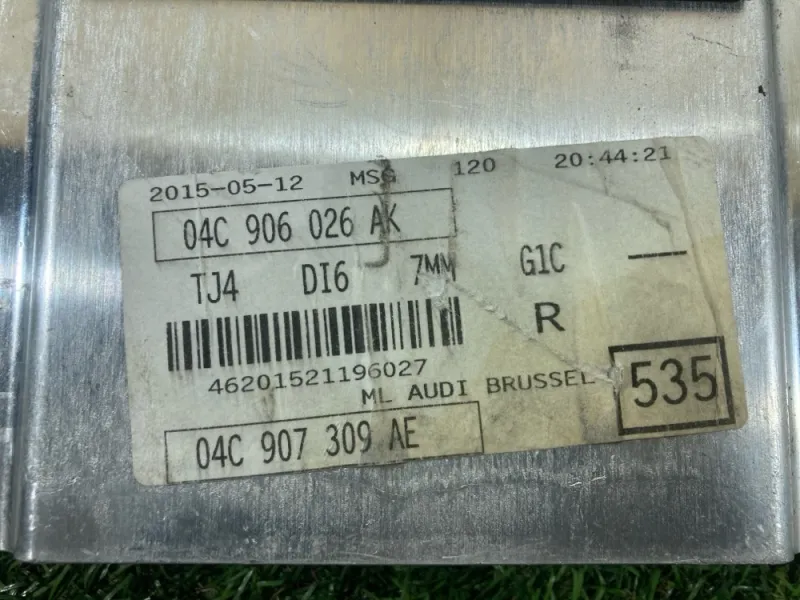 2015-05-12 MSG 120 20:44:21
04C 906 026 AK
TJ4 DI6 7MM G1C —
R
46201521196027
ML AUDI BRUSSEL 535
04C 907 309 AE